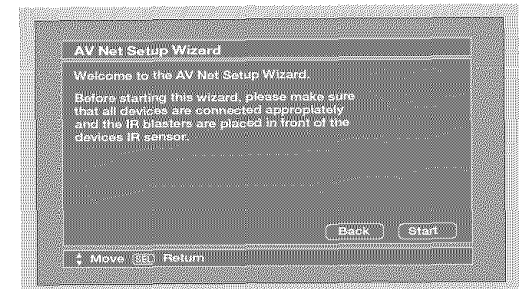 AV Net Setup Wizard
Welcome to the AV Net Setup Wizard.
Before starting this wizard, please make sure
that all devices are connected appropiately
and the IR blasters are placed in front of the
devices IR sensor.
Back Start
Move SEL Return